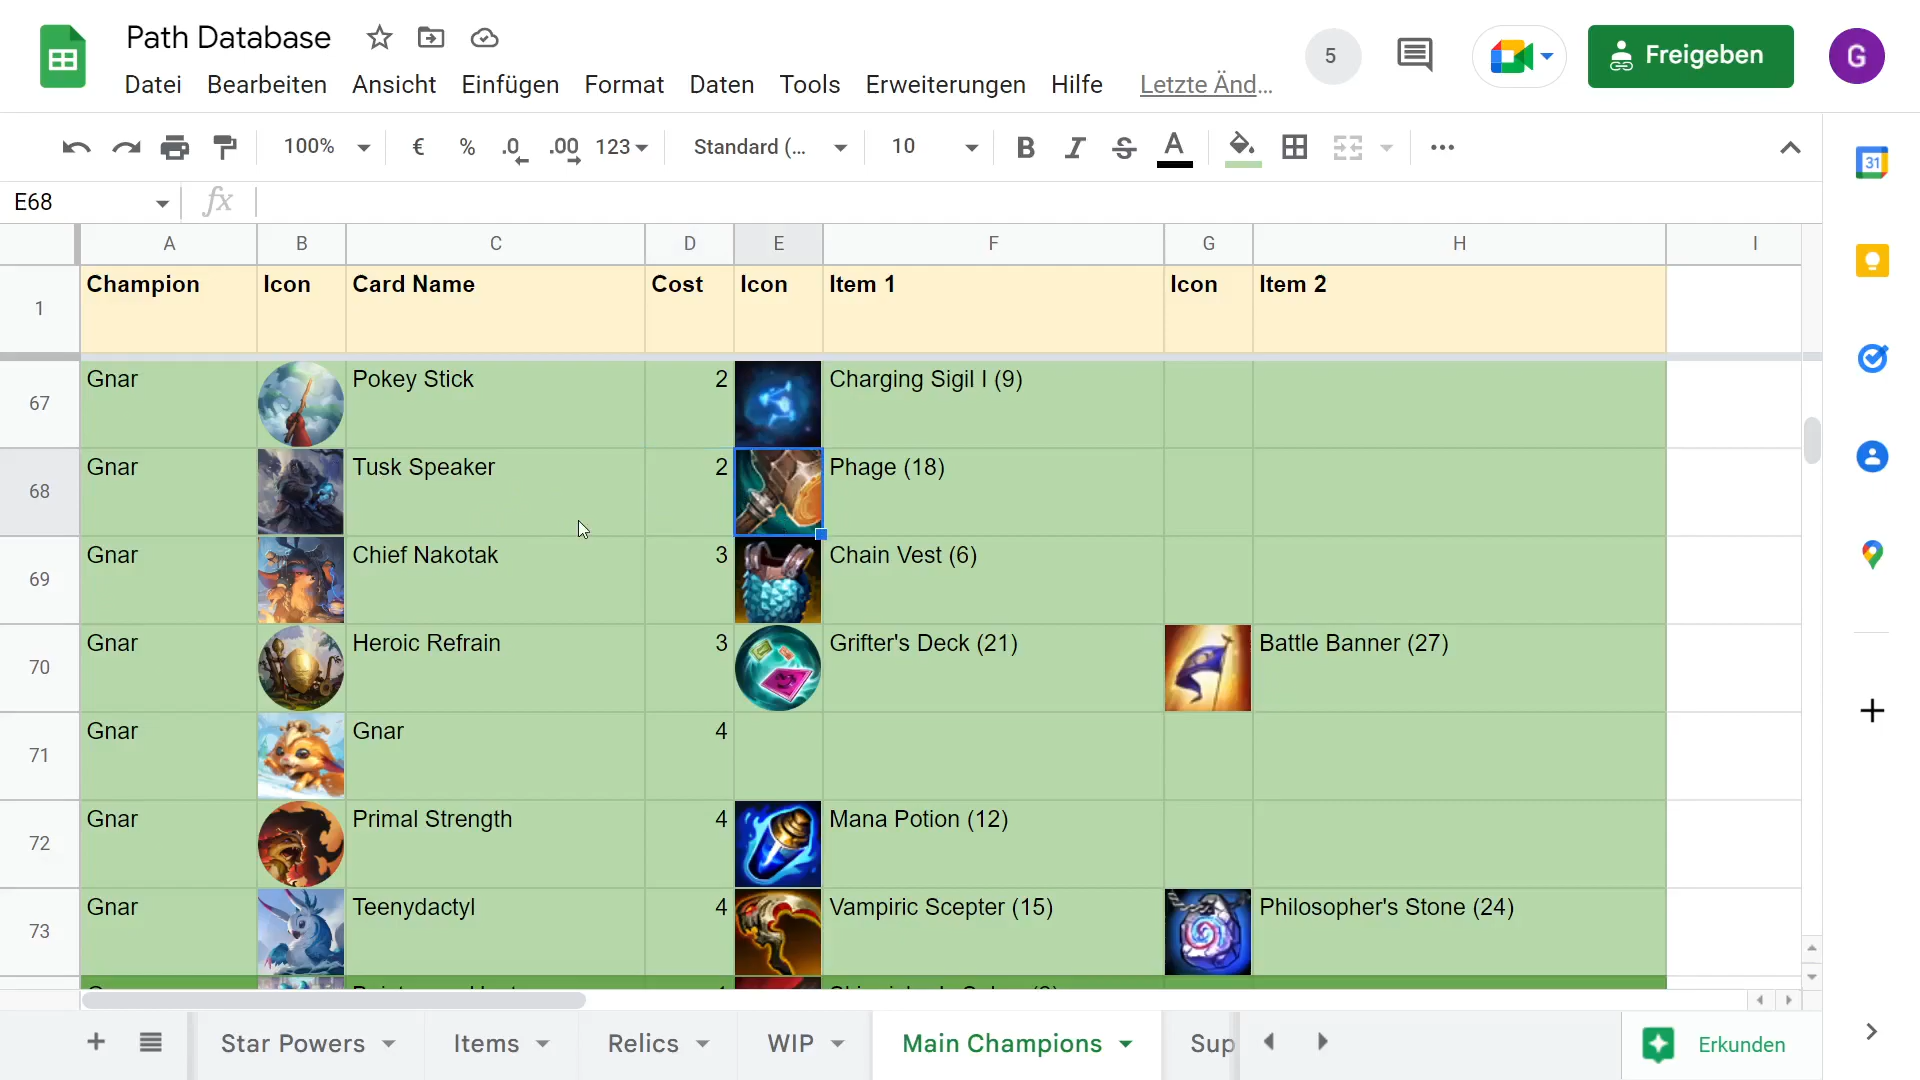 Path Database
5
Freigeben
G
Datei Bearbeiten Ansicht Einfügen Format Daten Tools Erweiterungen Hilfe Letzte Änd...
100% € % .0 .00 123 Standard (... 10 B I S A
31
E68 fx
A B C D E F G H I
1 Champion Icon Card Name Cost Icon Item 1 Icon Item 2
67 Gnar Pokey Stick 2 Charging Sigil I (9)
68 Gnar Tusk Speaker 2 Phage (18)
69 Gnar Chief Nakotak 3 Chain Vest (6)
70 Gnar Heroic Refrain 3 Grifter's Deck (21) Battle Banner (27)
71 Gnar Gnar 4
72 Gnar Primal Strength 4 Mana Potion (12)
73 Gnar Teenydactyl 4 Vampiric Scepter (15) Philosopher's Stone (24)
Star Powers Items Relics WIP Main Champions Sup Erkunden